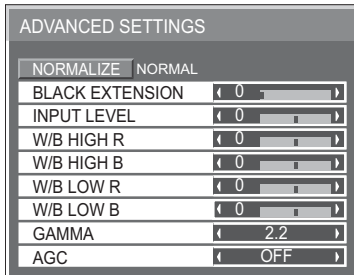 ADVANCED SETTINGS
NORMALIZE NORMAL
BLACK EXTENSION 0
INPUT LEVEL 0
W/B HIGH R 0
W/B HIGH B 0
W/B LOW R 0
W/B LOW B 0
GAMMA 2.2
AGC OFF